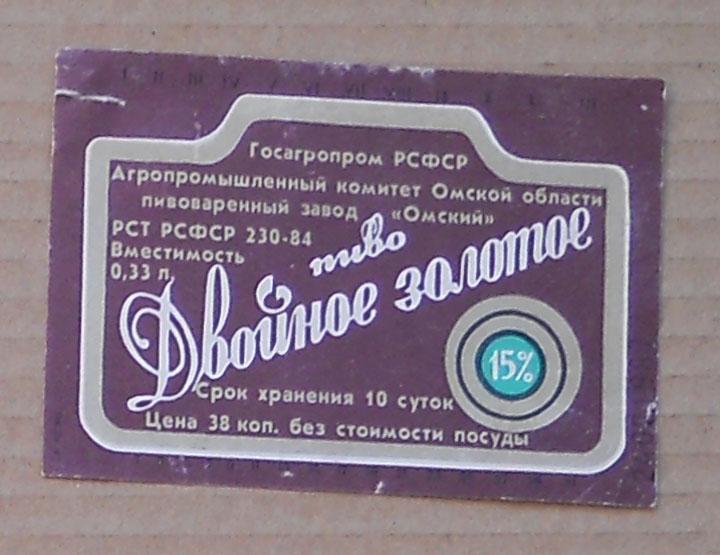 Госагропром РСФСР
Агропромышленный комитет Омской области
пивоваренный завод «Омский»
РСТ РСФСР 230-84
Вместимость
0,33 л.
пиво
Двойное золотое
15%
Срок хранения 10 суток
Цена 38 коп. без стоимости посуды